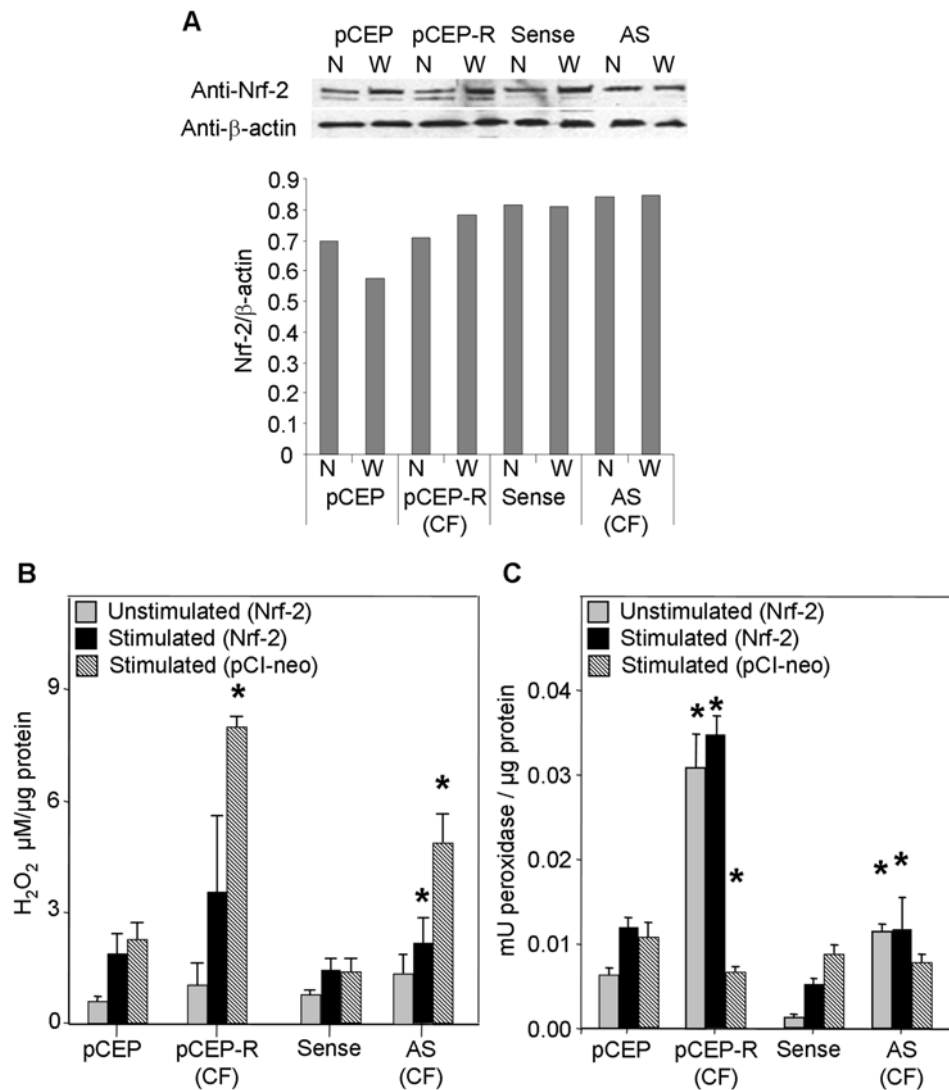 A
pCEP pCEP-R Sense AS
N W N W N W N W
Anti-Nrf-2
Anti-β-actin
Nrf-2/β-actin
0.9
0.8
0.7
0.6
0.5
0.4
0.3
0.2
0.1
0
N W N W N W N W
pCEP pCEP-R Sense AS
(CF) (CF)
B
Unstimulated (Nrf-2)
Stimulated (Nrf-2)
Stimulated (pCI-neo)
H₂O₂ μM/μg protein
9
6
3
0
* * *
pCEP pCEP-R Sense AS
(CF) (CF)
C
Unstimulated (Nrf-2)
Stimulated (Nrf-2)
Stimulated (pCI-neo)
mU peroxidase / μg protein
0.04
0.03
0.02
0.01
0.00
* * * * *
pCEP pCEP-R Sense AS
(CF) (CF)